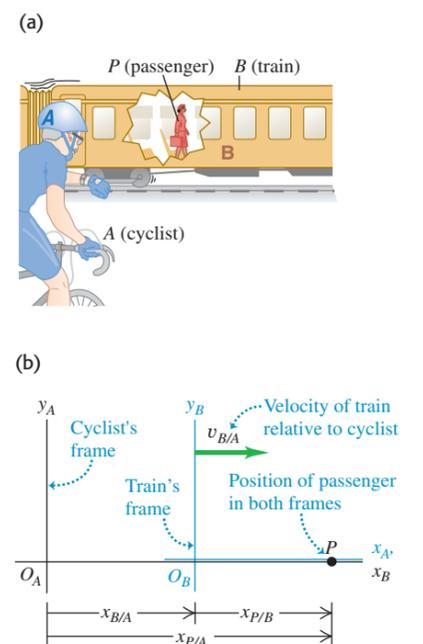 (a)
P (passenger) B (train)
A
B
A (cyclist)
(b)
y_A
y_B
Velocity of train
relative to cyclist
v_B/A
Cyclist's
frame
Train's
frame
Position of passenger
in both frames
P
x_A,
x_B
O_A
O_B
x_B/A
x_P/B
x_P/A